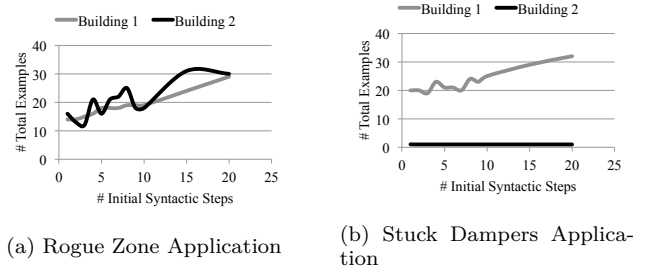 Building 1 Building 2
40
30
20
10
0
0 5 10 15 20 25
# Total Examples
# Initial Syntactic Steps
(a) Rogue Zone Application
Building 1 Building 2
40
30
20
10
0
0 5 10 15 20 25
# Total Examples
# Initial Syntactic Steps
(b) Stuck Dampers Applica-
tion